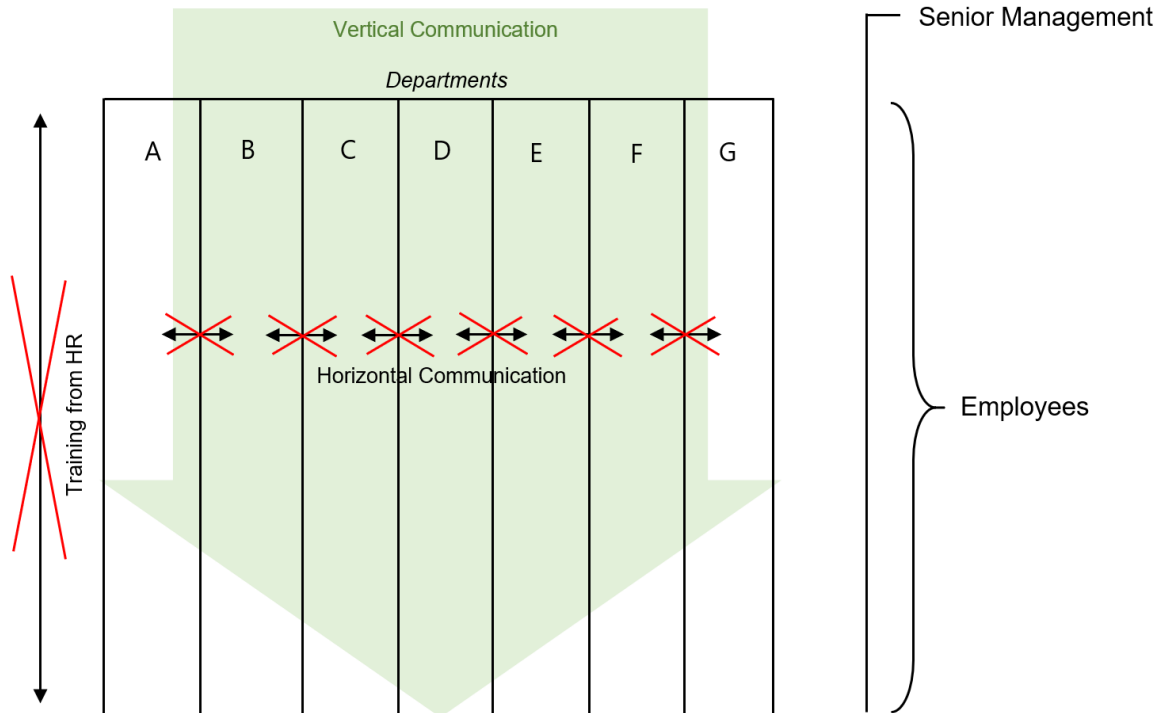 Senior Management
Vertical Communication
Departments
A B C D E F G
Training from HR
Horizontal Communication
Employees